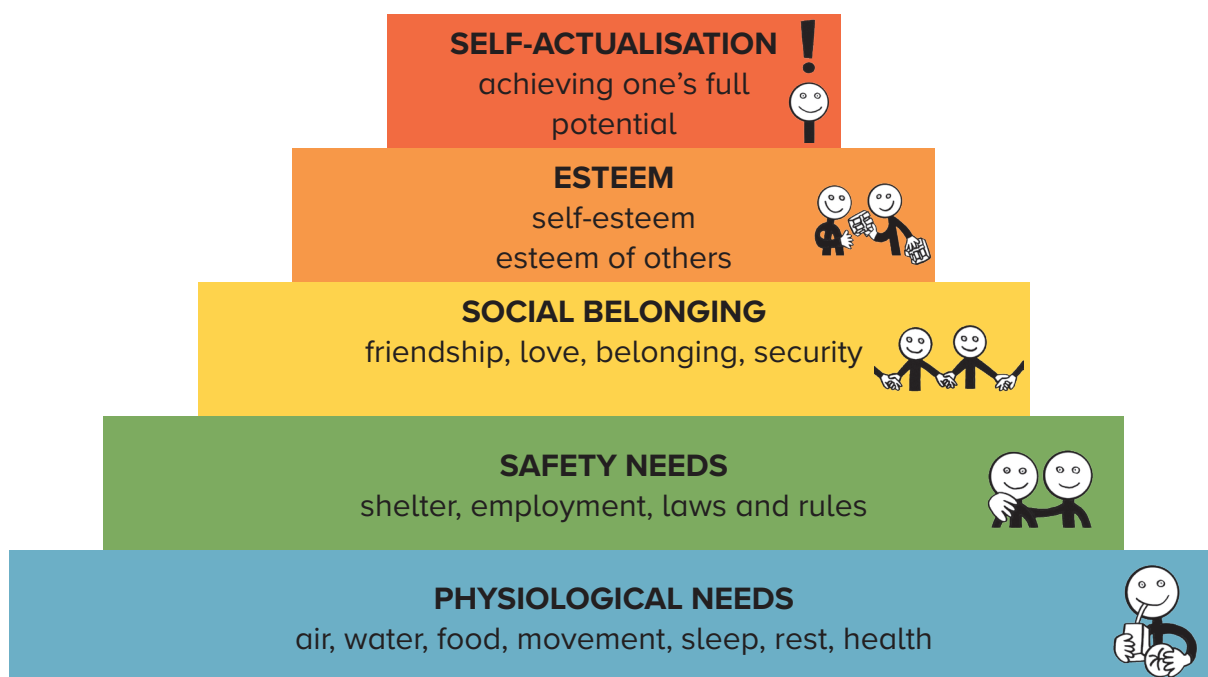 SELF-ACTUALISATION
achieving one’s full
potential
ESTEEM
self-esteem
esteem of others
SOCIAL BELONGING
friendship, love, belonging, security
SAFETY NEEDS
shelter, employment, laws and rules
PHYSIOLOGICAL NEEDS
air, water, food, movement, sleep, rest, health